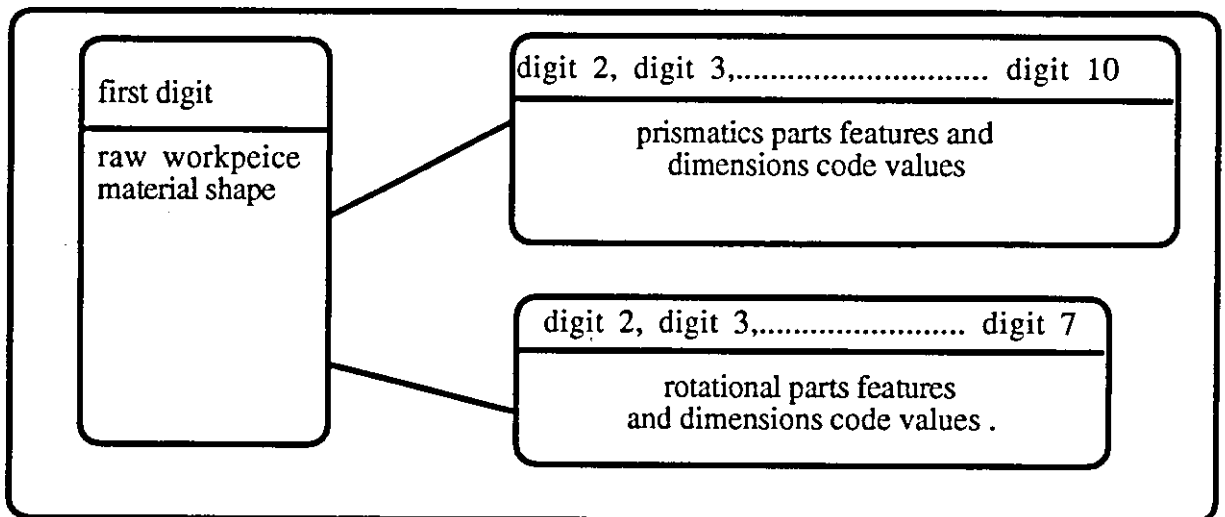 first digit
raw workpeice
material shape
digit 2, digit 3,............................ digit 10
prismatics parts features and
dimensions code values
digit 2, digit 3,........................ digit 7
rotational parts features
and dimensions code values .